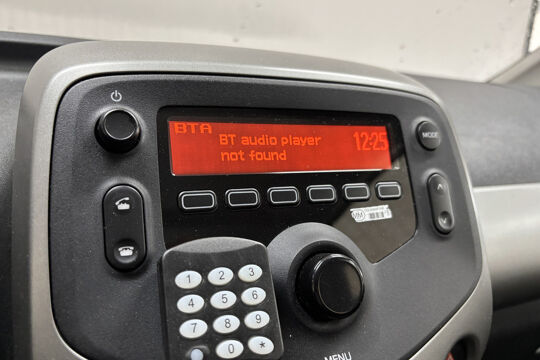 BTA
BT audio player
not found
12:25
MODE
MM
1 2 3
4 5 6
7 8 9
0 *
MENU